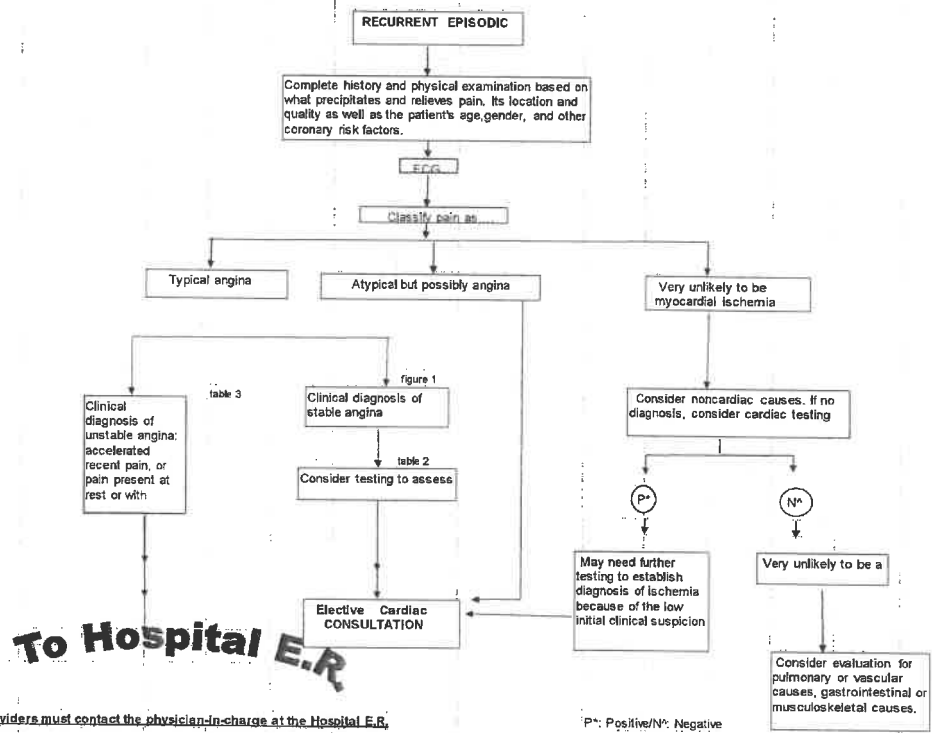 RECURRENT EPISODIC
Complete history and physical examination based on
what precipitates and relieves pain. Its location and
quality as well as the patient's age,gender, and other
coronary risk factors.
ECG
Classify pain as....
Typical angina
Atypical but possibly angina
Very unlikely to be
myocardial ischemia
table 3
Clinical
diagnosis of
unstable angina:
accelerated
recent pain, or
pain present at
rest or with
figure 1
Clinical diagnosis of
stable angina
table 2
Consider testing to assess
Consider noncardiac causes. If no
diagnosis, consider cardiac testing
P*
N^
May need further
testing to establish
diagnosis of ischemia
because of the low
initial clinical suspicion
Very unlikely to be a
Elective Cardiac
CONSULTATION
To Hospital E.R.
Consider evaluation for
pulmonary or vascular
causes, gastrointestinal or
musculoskeletal causes.
viders must contact the physician-in-charge at the Hospital E.R.
P*: Positive/N^: Negative